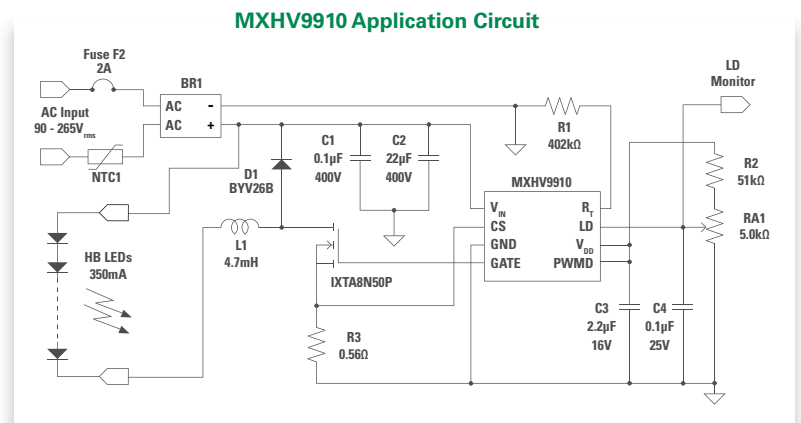 MXHV9910 Application Circuit
Fuse F2
2A
AC Input
90 - 265Vrms
NTC1
BR1
AC -
AC +
D1
BYV26B
C1
0.1µF
400V
C2
22µF
400V
R1
402kΩ
LD
Monitor
R2
51kΩ
RA1
5.0kΩ
MXHV9910
VIN
CS
GND
GATE
RT
LD
VDD
PWMD
HB LEDs
350mA
L1
4.7mH
IXTA8N50P
R3
0.56Ω
C3
2.2µF
16V
C4
0.1µF
25V